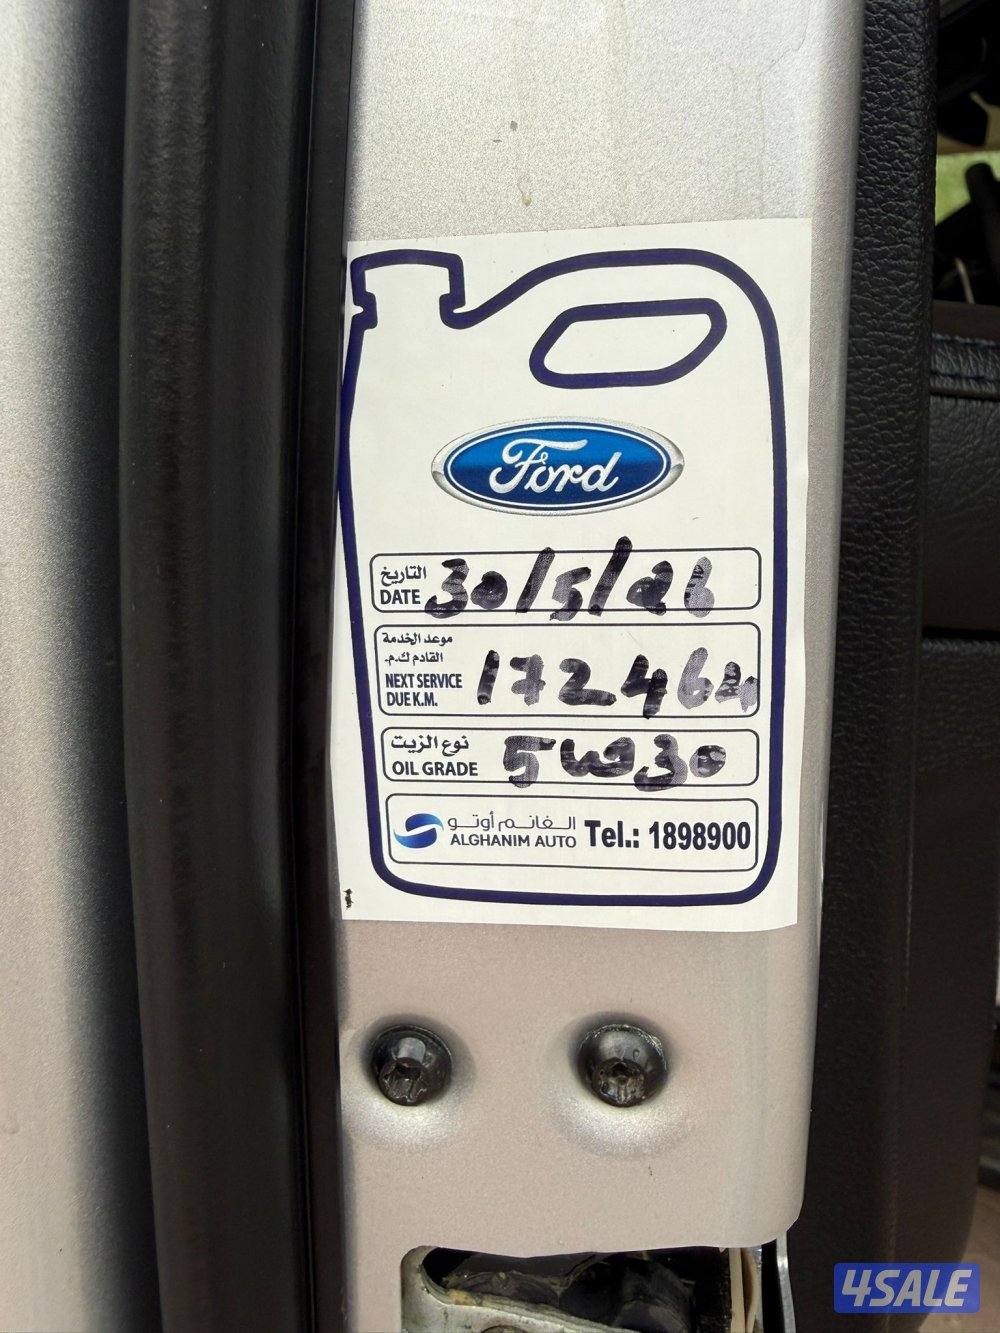 Ford
التاريخ
DATE 30/5/26
موعد الخدمة
القادم ك.م.
NEXT SERVICE
DUE K.M. 172464
نوع الزيت
OIL GRADE 5W30
الغانم أوتو
ALGHANIM AUTO Tel.: 1898900
4SALE